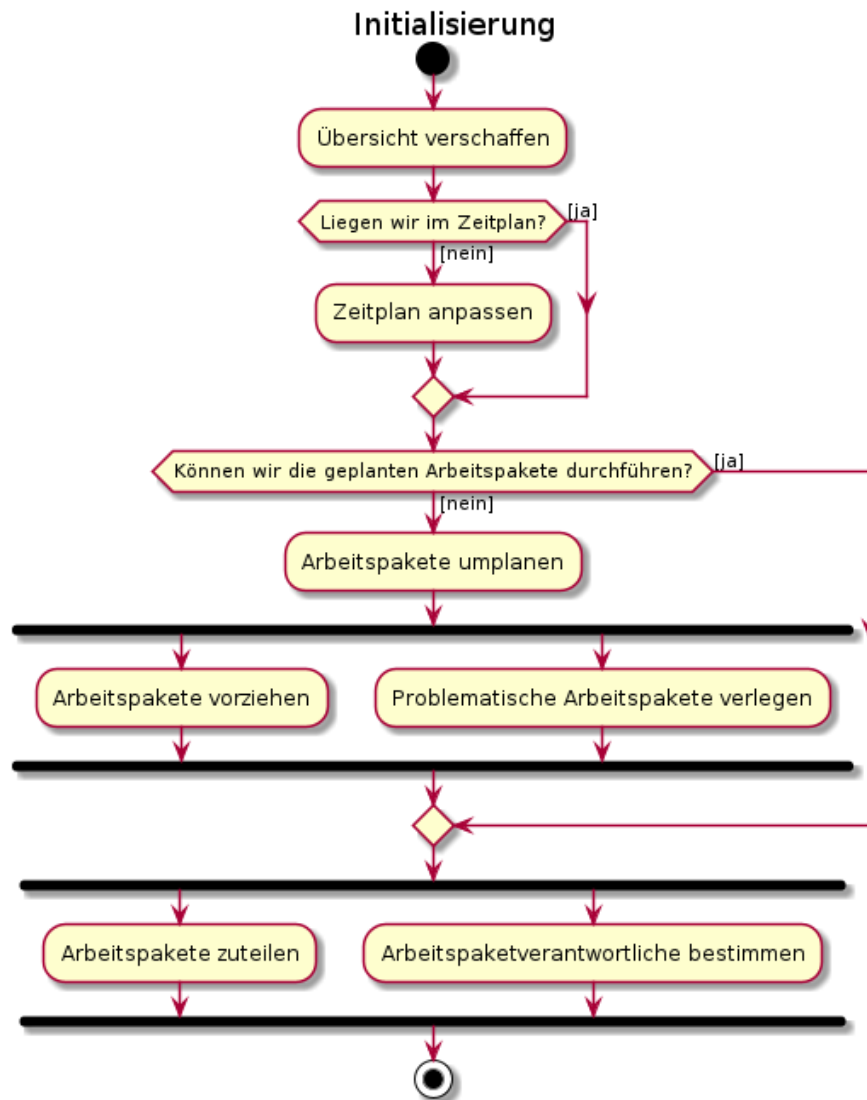 Initialisierung
Übersicht verschaffen
Liegen wir im Zeitplan?
[ja]
[nein]
Zeitplan anpassen
Können wir die geplanten Arbeitspakete durchführen?
[ja]
[nein]
Arbeitspakete umplanen
Arbeitspakete vorziehen
Problematische Arbeitspakete verlegen
Arbeitspakete zuteilen
Arbeitspaketverantwortliche bestimmen